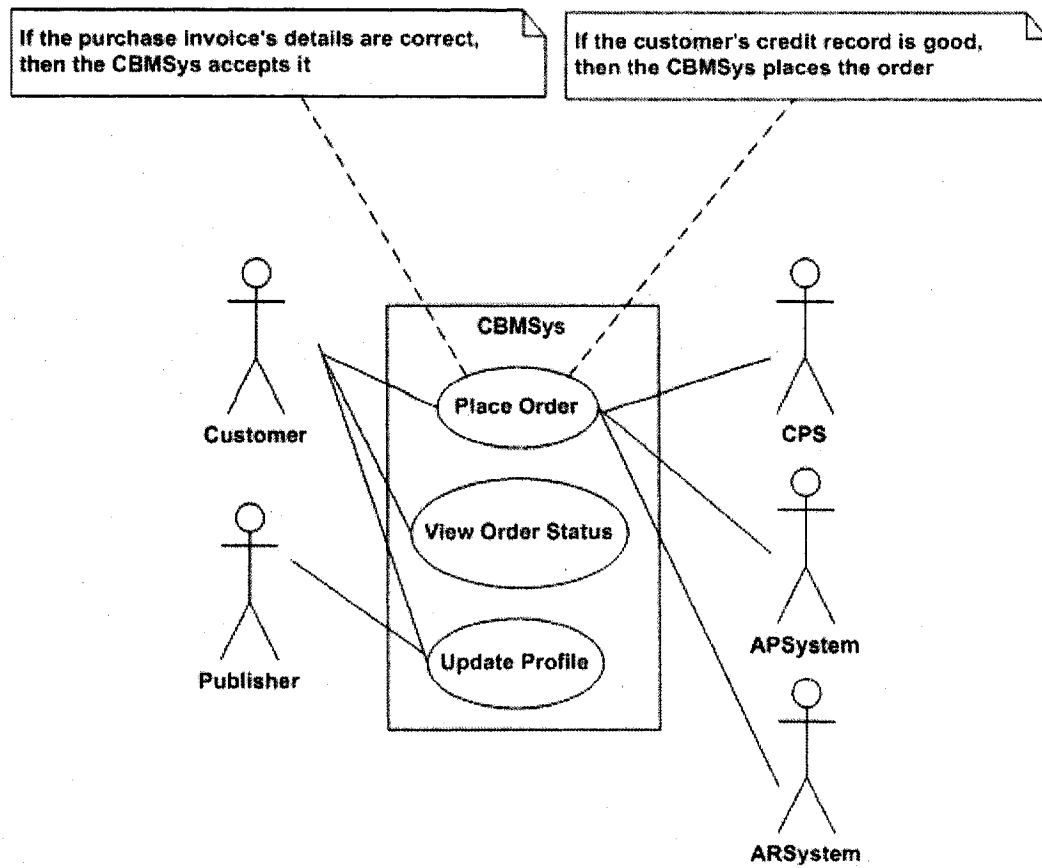 If the purchase invoice's details are correct,
then the CBMSys accepts it
If the customer's credit record is good,
then the CBMSys places the order
CBMSys
Place Order
Customer
CPS
View Order Status
Update Profile
Publisher
APSystem
ARSystem